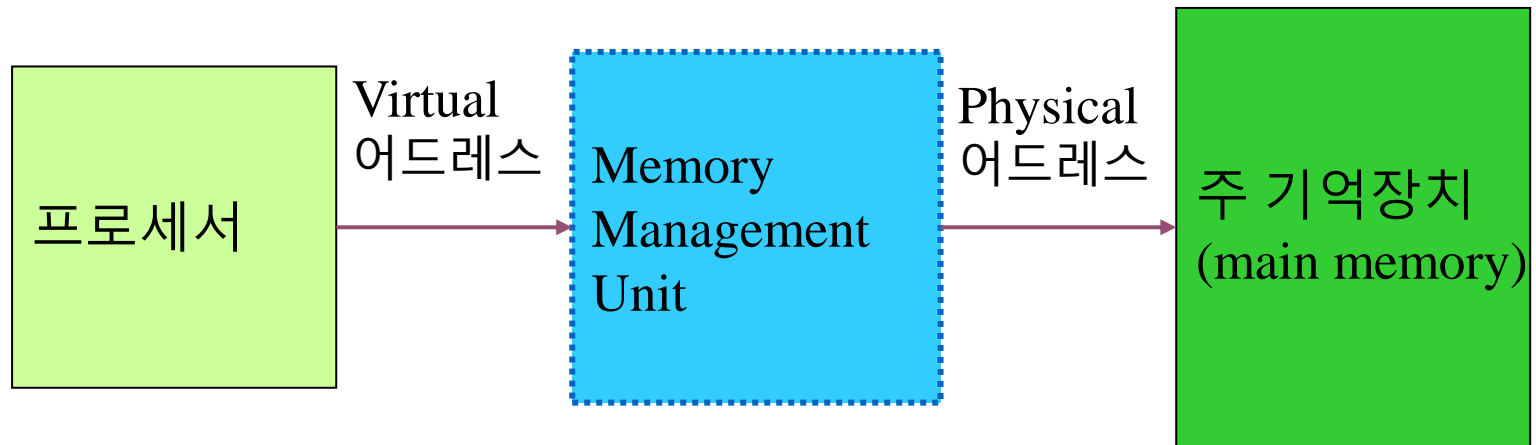 프로세서
Virtual
어드레스
Memory
Management
Unit
Physical
어드레스
주 기억장치
(main memory)